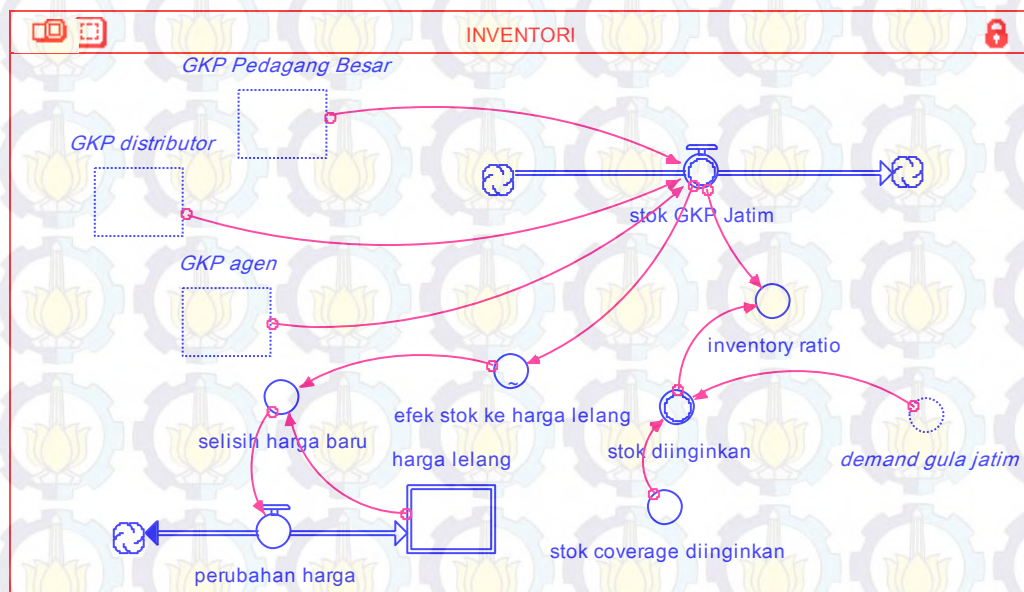 INVENTORI
GKP Pedagang Besar
GKP distributor
stok GKP Jatim
GKP agen
inventory ratio
efek stok ke harga lelang
selisih harga baru
harga lelang
stok diinginkan
demand gula jatim
stok coverage diinginkan
perubahan harga
~